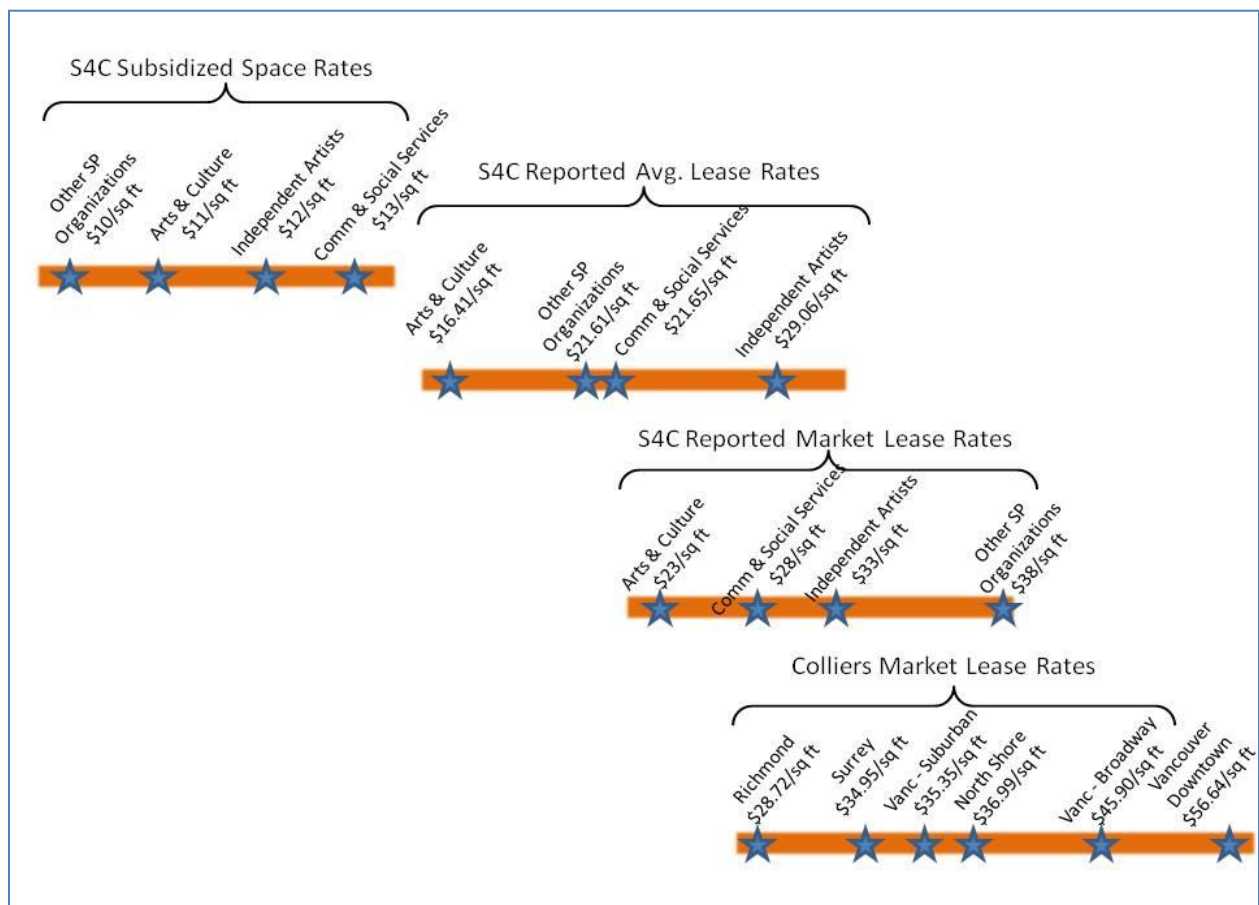 S4C Subsidized Space Rates
Other SP
Organizations
$10/sq ft
Arts & Culture
$11/sq ft
Independent Artists
$12/sq ft
Comm & Social Services
$13/sq ft
S4C Reported Avg. Lease Rates
Arts & Culture
$16.41/sq ft
Other SP
Organizations
$21.61/sq ft
Comm & Social Services
$21.65/sq ft
Independent Artists
$29.06/sq ft
S4C Reported Market Lease Rates
Arts & Culture
$23/sq ft
Comm & Social Services
$28/sq ft
Independent Artists
$33/sq ft
Other SP
Organizations
$38/sq ft
Colliers Market Lease Rates
Richmond
$28.72/sq ft
Surrey
$34.95/sq ft
Vanc - Suburban
$35.35/sq ft
North Shore
$36.99/sq ft
Vanc - Broadway
$45.90/sq ft
Vancouver
Downtown
$56.64/sq ft